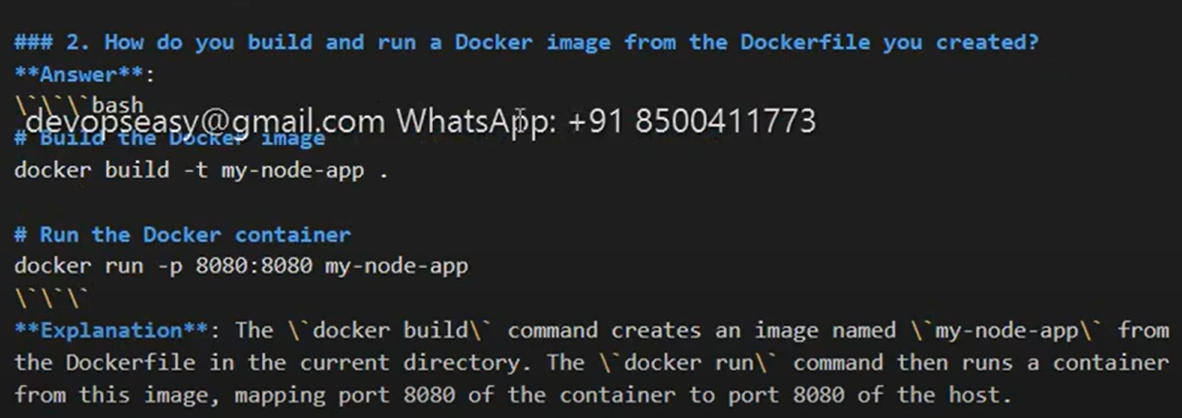 ### 2. How do you build and run a Docker image from the Dockerfile you created?
**Answer**:
\`\`\`bash
devopseasy@gmail.com WhatsApp: +91 8500411773
# Build the Docker image
docker build -t my-node-app .
# Run the Docker container
docker run -p 8080:8080 my-node-app
\`\`\`
**Explanation**: The \`docker build\` command creates an image named \`my-node-app\` from
the Dockerfile in the current directory. The \`docker run\` command then runs a container
from this image, mapping port 8080 of the container to port 8080 of the host.